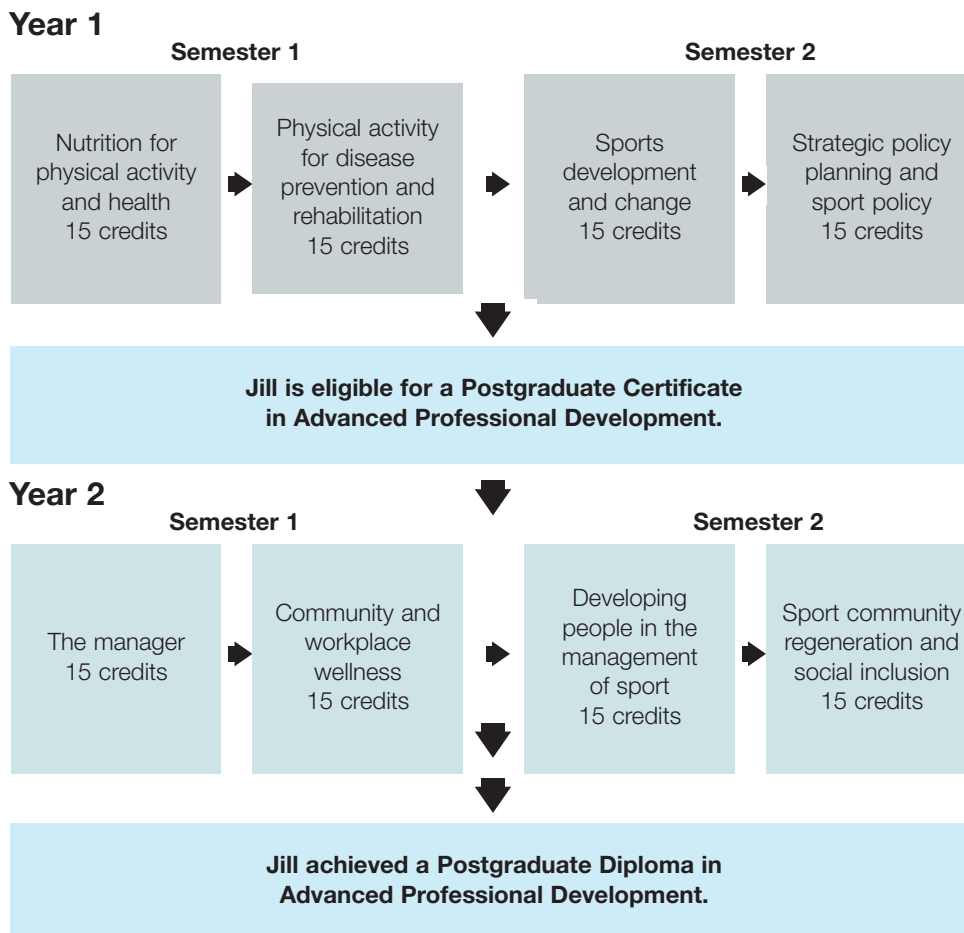 Year 1
Semester 1
Semester 2
Nutrition for
physical activity
and health
15 credits
Physical activity
for disease
prevention and
rehabilitation
15 credits
Sports
development
and change
15 credits
Strategic policy
planning and
sport policy
15 credits
Jill is eligible for a Postgraduate Certificate
in Advanced Professional Development.
Year 2
Semester 1
Semester 2
The manager
15 credits
Community and
workplace
wellness
15 credits
Developing
people in the
management
of sport
15 credits
Sport community
regeneration and
social inclusion
15 credits
Jill achieved a Postgraduate Diploma in
Advanced Professional Development.